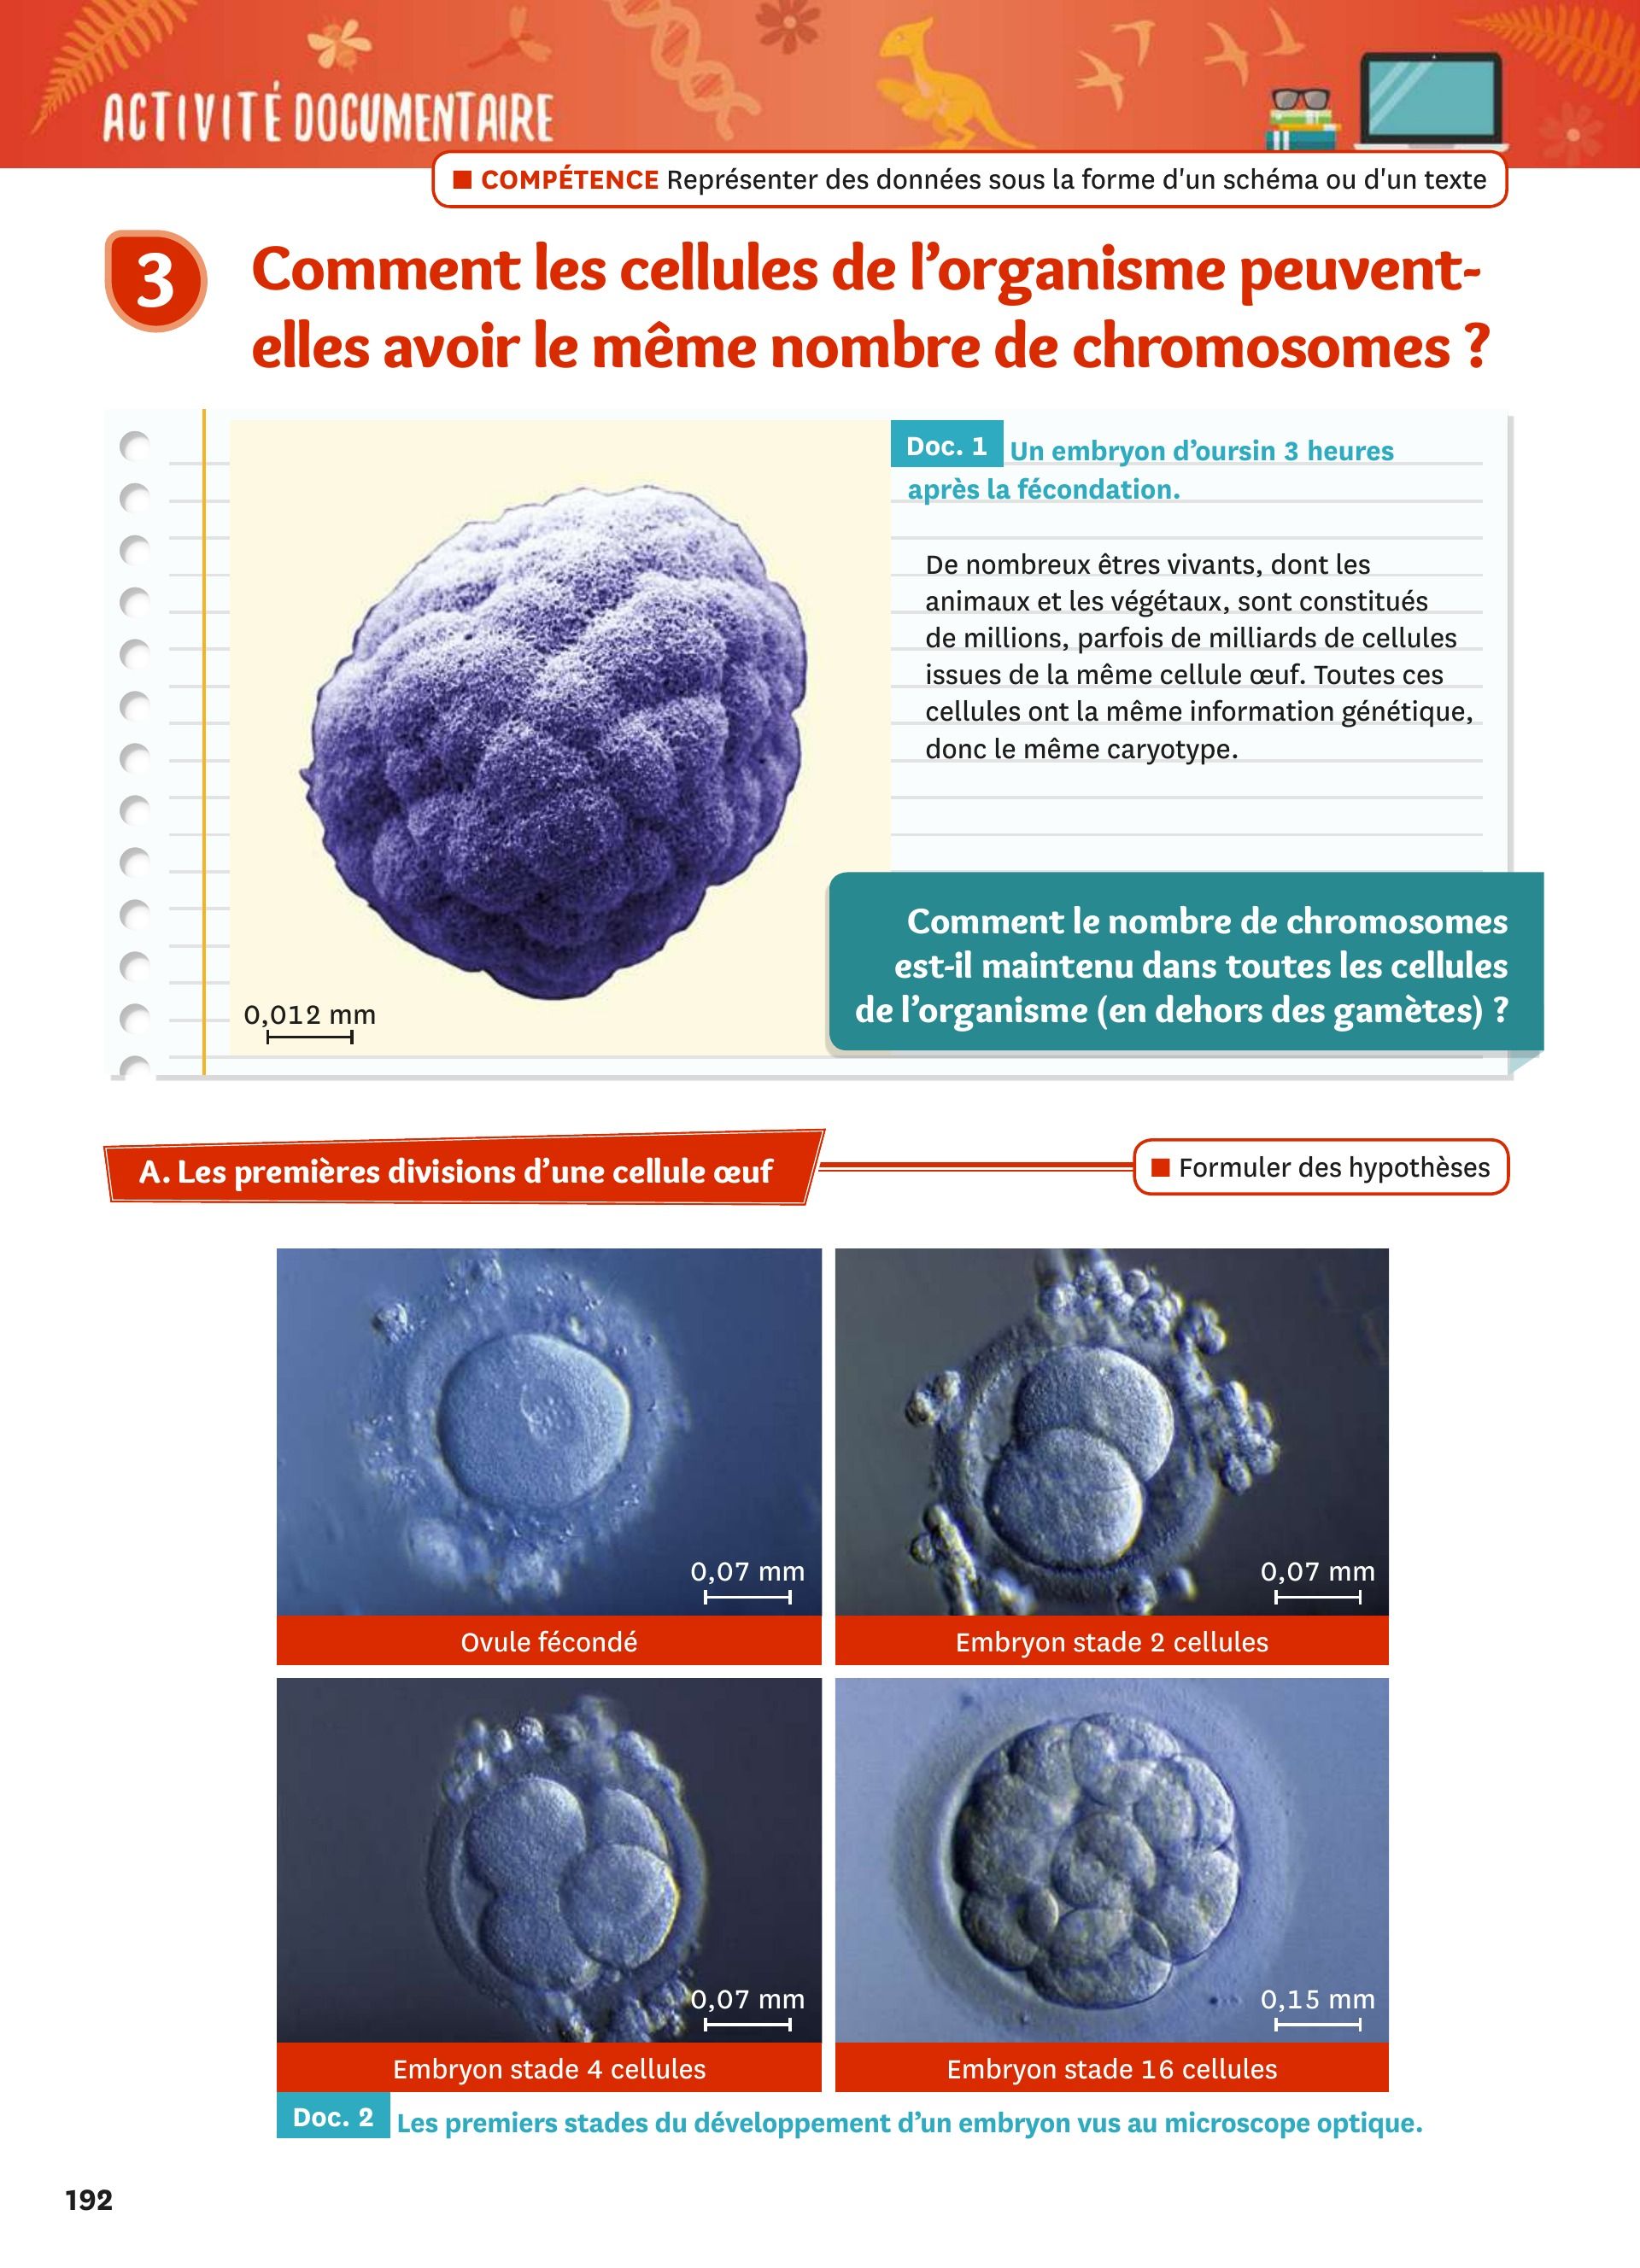 ACTIVITÉ DOCUMENTAIRE
■ COMPÉTENCE Représenter des données sous la forme d'un schéma ou d'un texte
3
Comment les cellules de l'organisme peuvent-
elles avoir le même nombre de chromosomes ?
Doc. 1 Un embryon d'oursin 3 heures
après la fécondation.
De nombreux êtres vivants, dont les
animaux et les végétaux, sont constitués
de millions, parfois de milliards de cellules
issues de la même cellule œuf. Toutes ces
cellules ont la même information génétique,
donc le même caryotype.
0,012 mm
Comment le nombre de chromosomes
est-il maintenu dans toutes les cellules
de l'organisme (en dehors des gamètes) ?
A. Les premières divisions d'une cellule œuf
■ Formuler des hypothèses
0,07 mm
Ovule fécondé
0,07 mm
Embryon stade 2 cellules
0,07 mm
Embryon stade 4 cellules
0,15 mm
Embryon stade 16 cellules
Doc. 2 Les premiers stades du développement d'un embryon vus au microscope optique.
192